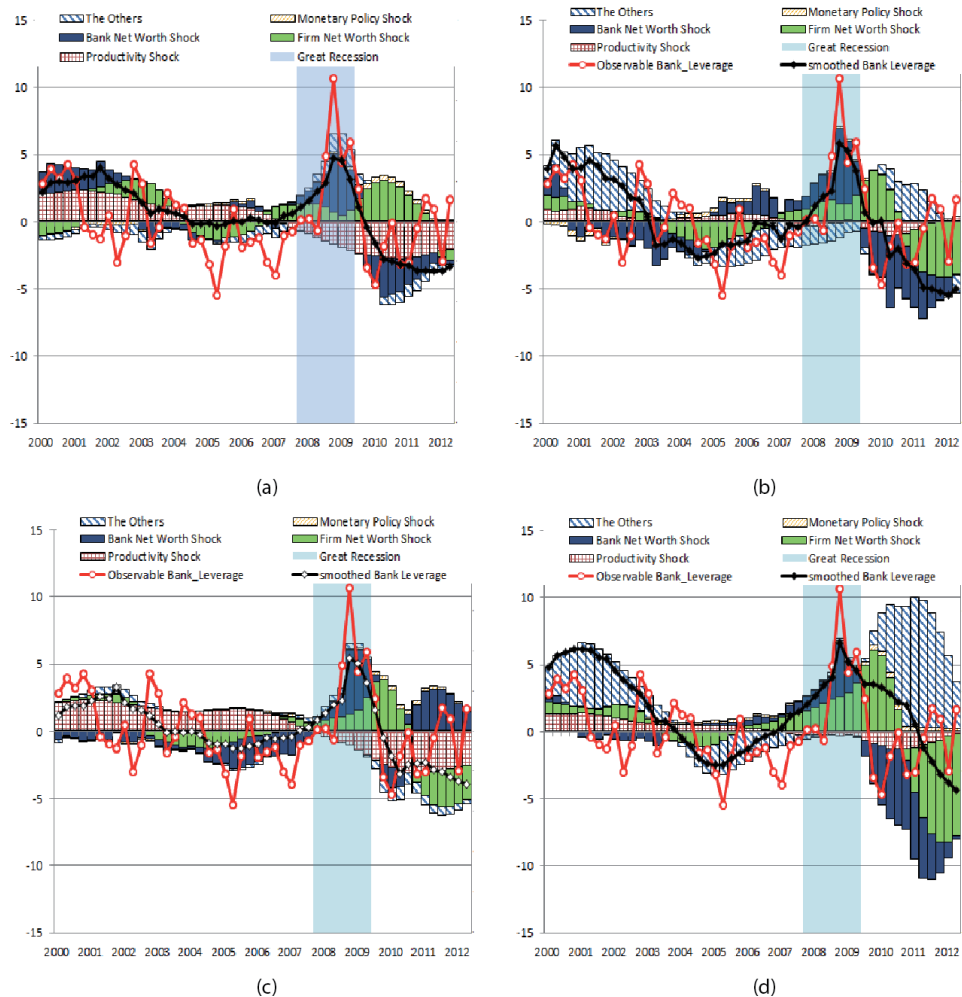 15
The Others
Monetary Policy Shock
Bank Net Worth Shock
Firm Net Worth Shock
Productivity Shock
Great Recession
10
5
0
-5
-10
-15
2000 2001 2002 2003 2004 2005 2006 2007 2008 2009 2010 2011 2012
(a)
15
The Others
Monetary Policy Shock
Bank Net Worth Shock
Firm Net Worth Shock
Productivity Shock
Great Recession
Observable Bank_Leverage
smoothed Bank Leverage
10
5
0
-5
-10
-15
2000 2001 2002 2003 2004 2005 2006 2007 2008 2009 2010 2011 2012
(b)
15
The Others
Monetary Policy Shock
Bank Net Worth Shock
Firm Net Worth Shock
Productivity Shock
Great Recession
Observable Bank_Leverage
smoothed Bank Leverage
10
5
0
-5
-10
-15
2000 2001 2002 2003 2004 2005 2006 2007 2008 2009 2010 2011 2012
(c)
15
The Others
Monetary Policy Shock
Bank Net Worth Shock
Firm Net Worth Shock
Productivity Shock
Great Recession
Observable Bank_Leverage
smoothed Bank Leverage
10
5
0
-5
-10
-15
2000 2001 2002 2003 2004 2005 2006 2007 2008 2009 2010 2011 2012
(d)